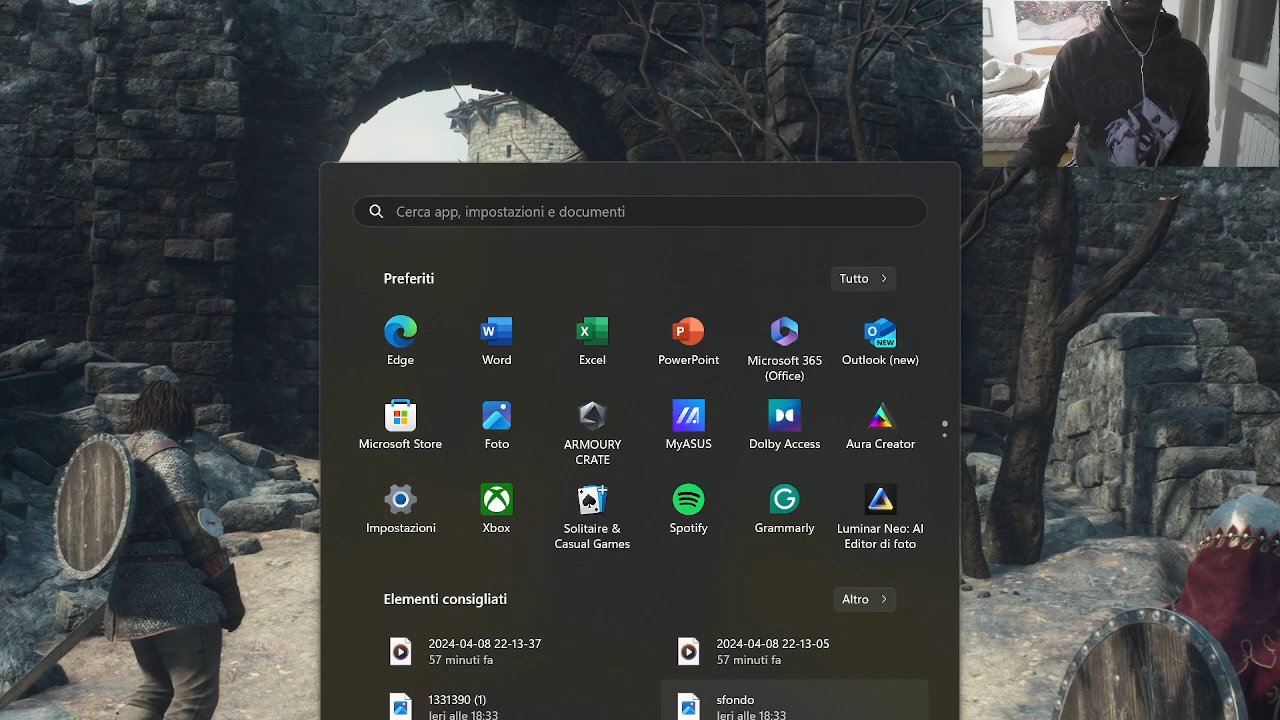 Cerca app, impostazioni e documenti
Preferiti
Tutto
Edge
Word
Excel
PowerPoint
Microsoft 365
(Office)
Outlook (new)
Microsoft Store
Foto
ARMOURY
CRATE
MyASUS
Dolby Access
Aura Creator
Impostazioni
Xbox
Solitaire &
Casual Games
Spotify
Grammarly
Luminar Neo: AI
Editor di foto
Elementi consigliati
Altro
2024-04-08 22-13-37
57 minuti fa
2024-04-08 22-13-05
57 minuti fa
1331390 (1)
Ieri alle 18:33
sfondo
Ieri alle 18:33